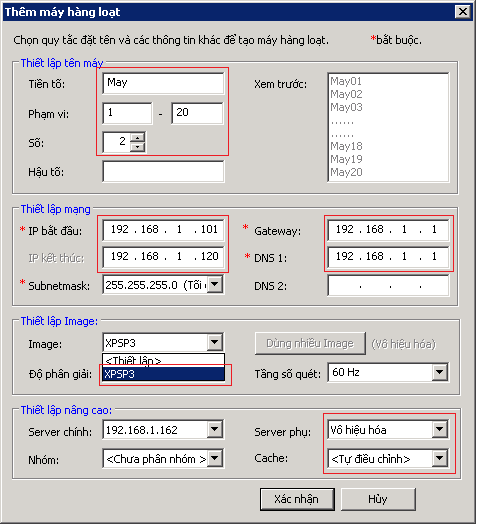 Thêm máy hàng loạt
Chọn quy tắc đặt tên và các thông tin khác để tạo máy hàng loạt. *bắt buộc.
Thiết lập tên máy
Tiền tố: May
Phạm vi: 1 - 20
Số: 2
Hậu tố:
Xem trước:
May01
May02
May03
......
......
May18
May19
May20
Thiết lập mạng
* IP bắt đầu: 192 . 168 . 1 . 101
* Gateway: 192 . 168 . 1 . 1
IP kết thúc: 192 . 168 . 1 . 120
* DNS 1: 192 . 168 . 1 . 1
* Subnetmask: 255.255.255.0 (Tối
DNS 2: . . .
Thiết lập Image:
Image: XPSP3
Dùng nhiều Image (Vô hiệu hóa)
<Thiết lập>
Độ phân giải: XPSP3
Tầng số quét: 60 Hz
Thiết lập nâng cao:
Server chính: 192.168.1.162
Server phụ: Vô hiệu hóa
Nhóm: <Chưa phân nhóm >
Cache: <Tự điều chỉnh>
Xác nhận
Hủy